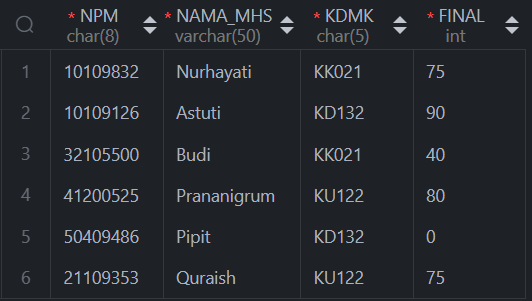 * NPM * NAMA_MHS * KDMK * FINAL
char(8) varchar(50) char(5) int
1 10109832 Nurhayati KK021 75
2 10109126 Astuti KD132 90
3 32105500 Budi KK021 40
4 41200525 Prananigrum KU122 80
5 50409486 Pipit KD132 0
6 21109353 Quraish KU122 75